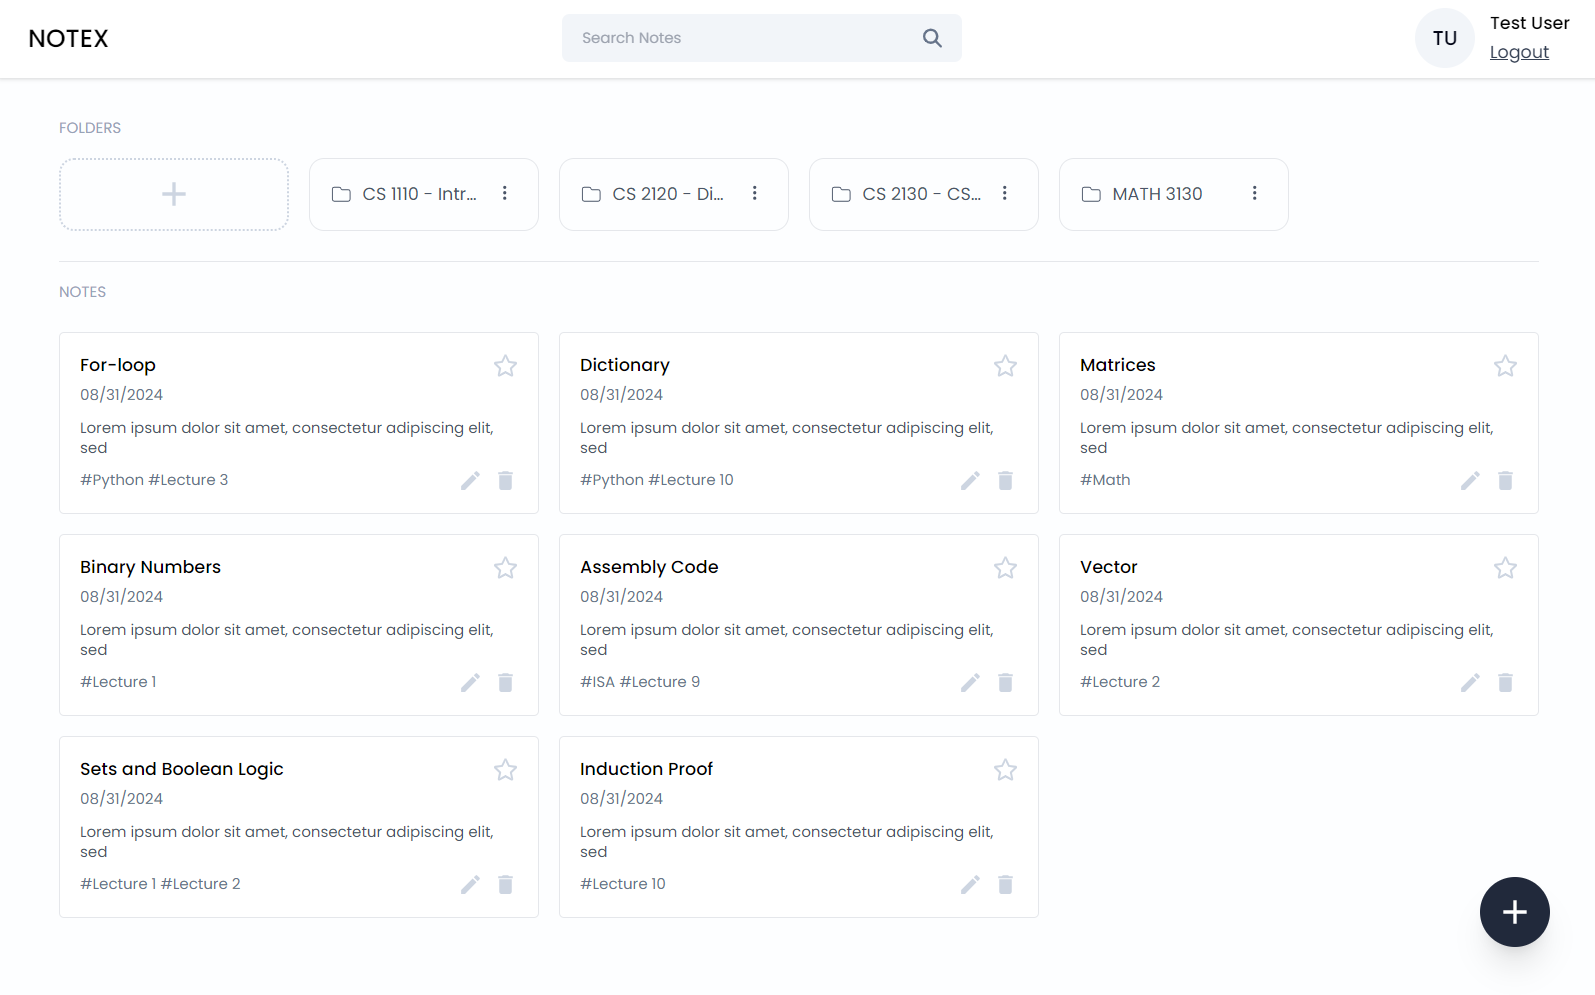 NOTEX
Search Notes
TU
Test User
Logout
FOLDERS
CS 1110 - Intr...
CS 2120 - Di...
CS 2130 - CS...
MATH 3130
NOTES
For-loop
08/31/2024
Lorem ipsum dolor sit amet, consectetur adipiscing elit,
sed
#Python #Lecture 3
Dictionary
08/31/2024
Lorem ipsum dolor sit amet, consectetur adipiscing elit,
sed
#Python #Lecture 10
Matrices
08/31/2024
Lorem ipsum dolor sit amet, consectetur adipiscing elit,
sed
#Math
Binary Numbers
08/31/2024
Lorem ipsum dolor sit amet, consectetur adipiscing elit,
sed
#Lecture 1
Assembly Code
08/31/2024
Lorem ipsum dolor sit amet, consectetur adipiscing elit,
sed
#ISA #Lecture 9
Vector
08/31/2024
Lorem ipsum dolor sit amet, consectetur adipiscing elit,
sed
#Lecture 2
Sets and Boolean Logic
08/31/2024
Lorem ipsum dolor sit amet, consectetur adipiscing elit,
sed
#Lecture 1 #Lecture 2
Induction Proof
08/31/2024
Lorem ipsum dolor sit amet, consectetur adipiscing elit,
sed
#Lecture 10